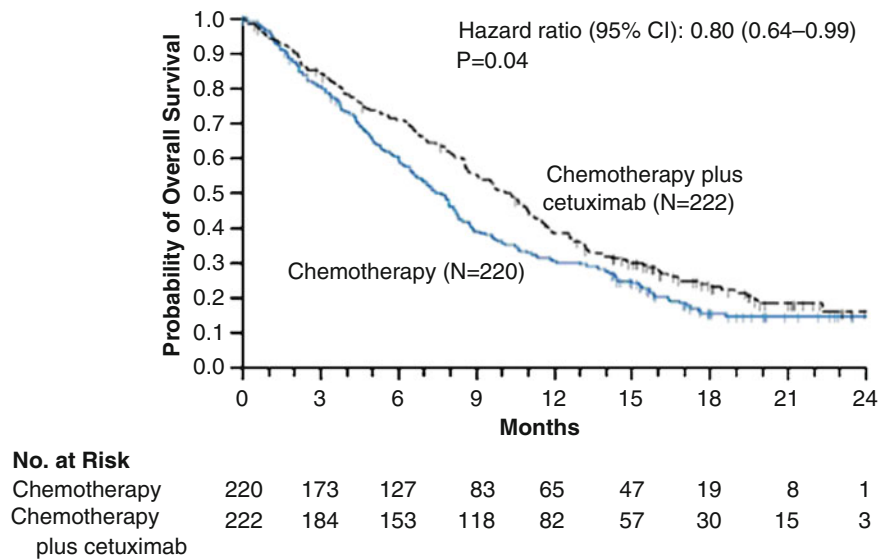 1.0
0.9
0.8
0.7
0.6
0.5
0.4
0.3
0.2
0.1
0.0
Probability of Overall Survival
Hazard ratio (95% CI): 0.80 (0.64–0.99)
P=0.04
Chemotherapy plus
cetuximab (N=222)
Chemotherapy (N=220)
0 3 6 9 12 15 18 21 24
Months
No. at Risk
Chemotherapy 220 173 127 83 65 47 19 8 1
Chemotherapy 222 184 153 118 82 57 30 15 3
plus cetuximab